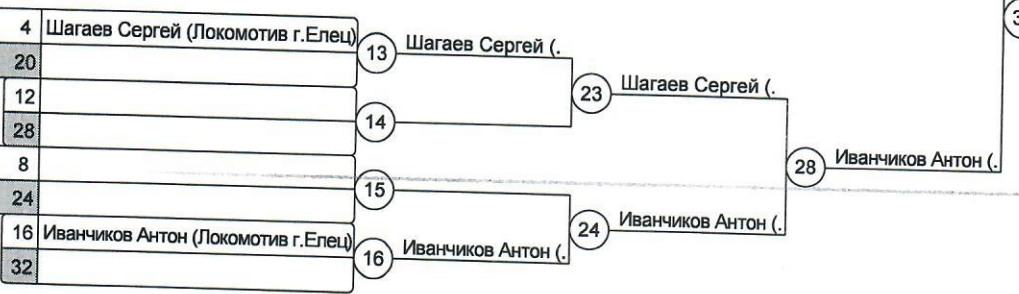 3
4 Шагаев Сергей (Локомотив г.Елец)
13 Шагаев Сергей (.
20
23 Шагаев Сергей (.
12
14
28
28 Иванчиков Антон (.
8
15
24
24 Иванчиков Антон (.
16 Иванчиков Антон (Локомотив г.Елец)
16 Иванчиков Антон (.
32